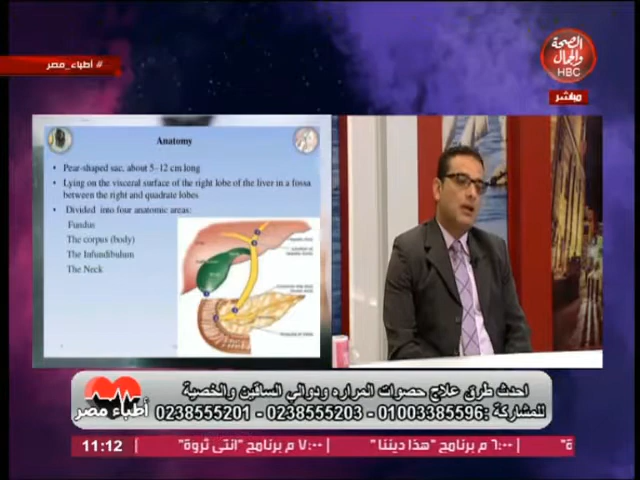 الصحة
والجمال
HBC
مباشر
#أطباء_مصر
Anatomy
• Pear-shaped sac, about 5–12 cm long
• Lying on the visceral surface of the right lobe of the liver in a fossa
between the right and quadrate lobes
• Divided into four anatomic areas:
Fundus
The corpus (body)
The Infundibulum
The Neck
احدث طرق علاج حصوات المراره ودوالي الساقين والخصية
للمشاركة :01003385596 - 0238555203 - 0238555201
أطباء مصر
11:12
٦:٠٠ م برنامج "هذا ديننا"
٧:٠٠ م برنامج "انتى ثروة"